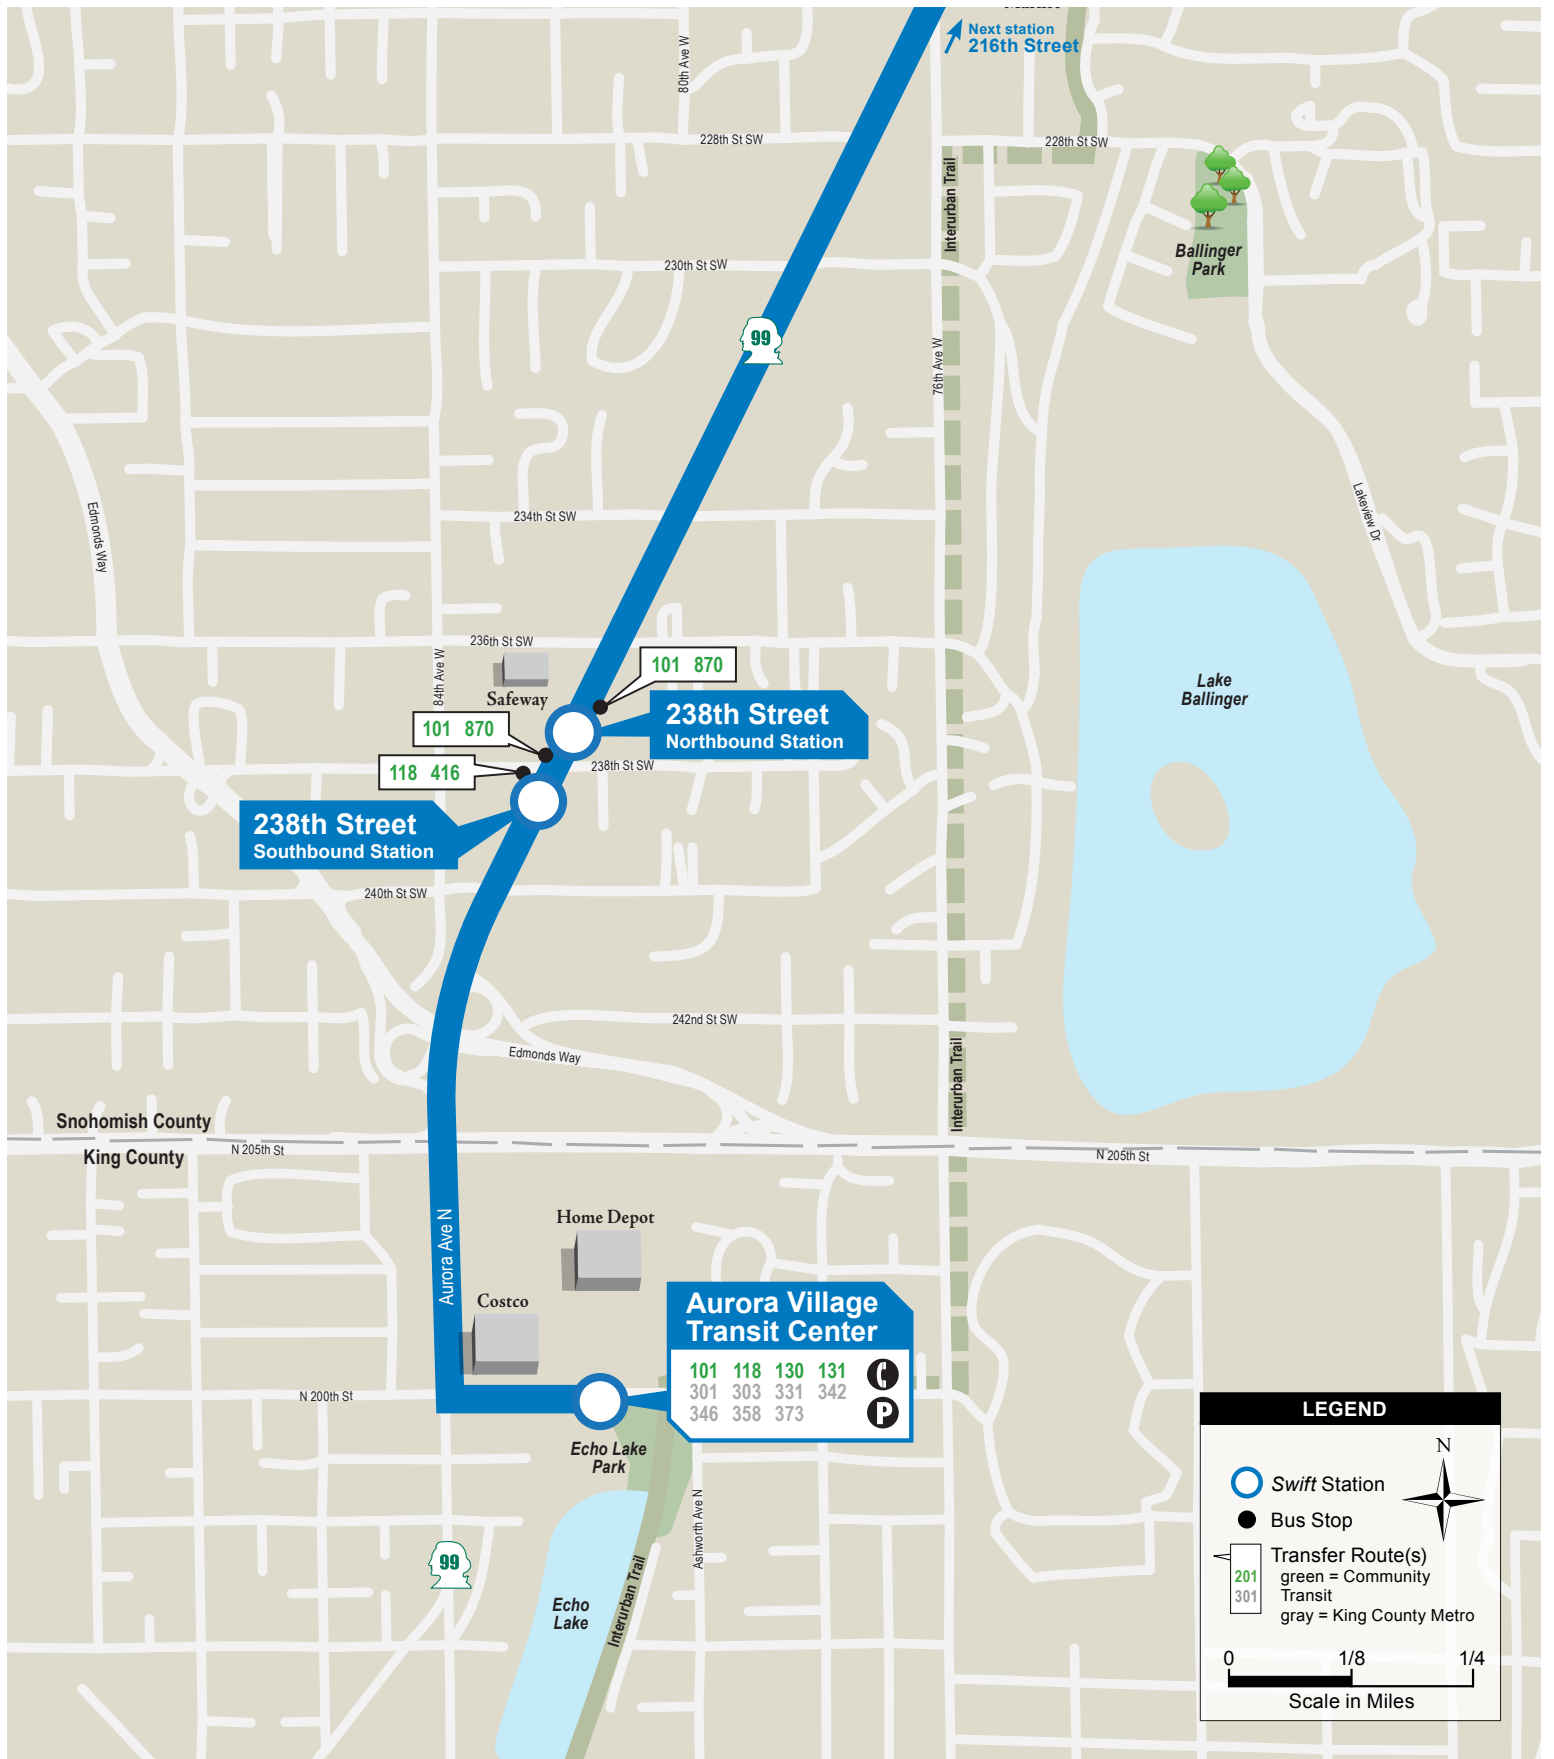 Next station
216th Street
80th Ave W
228th St SW
228th St SW
Interurban Trail
Ballinger
Park
230th St SW
99
76th Ave W
Edmonds Way
234th St SW
Lakeview Dr
236th St SW
84th Ave W
Safeway
101 870
Lake
Ballinger
238th Street
Northbound Station
101 870
118 416
238th St SW
238th Street
Southbound Station
240th St SW
242nd St SW
Edmonds Way
Interurban Trail
Snohomish County
King County
N 205th St
N 205th St
Aurora Ave N
Home Depot
Costco
Aurora Village
Transit Center
101 118 130 131
301 303 331 342
346 358 373
P
N 200th St
Echo Lake
Park
Ashworth Ave N
99
Echo
Lake
Interurban Trail
LEGEND
N
Swift Station
Bus Stop
Transfer Route(s)
201
green = Community
301
Transit
gray = King County Metro
0 1/8 1/4
Scale in Miles